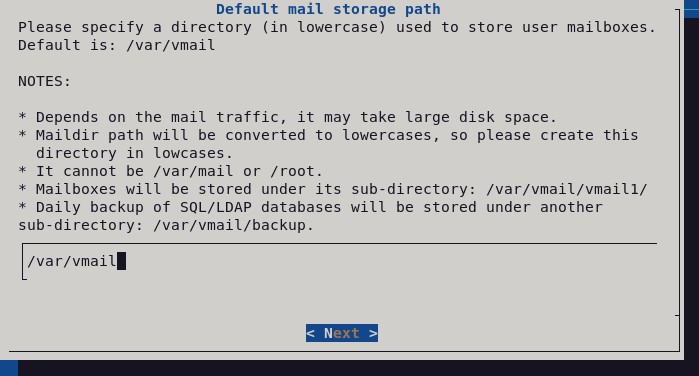 Default mail storage path
Please specify a directory (in lowercase) used to store user mailboxes.
Default is: /var/vmail
NOTES:
* Depends on the mail traffic, it may take large disk space.
* Maildir path will be converted to lowercases, so please create this
directory in lowcases.
* It cannot be /var/mail or /root.
* Mailboxes will be stored under its sub-directory: /var/vmail/vmail1/
* Daily backup of SQL/LDAP databases will be stored under another
sub-directory: /var/vmail/backup.
/var/vmail
< Next >